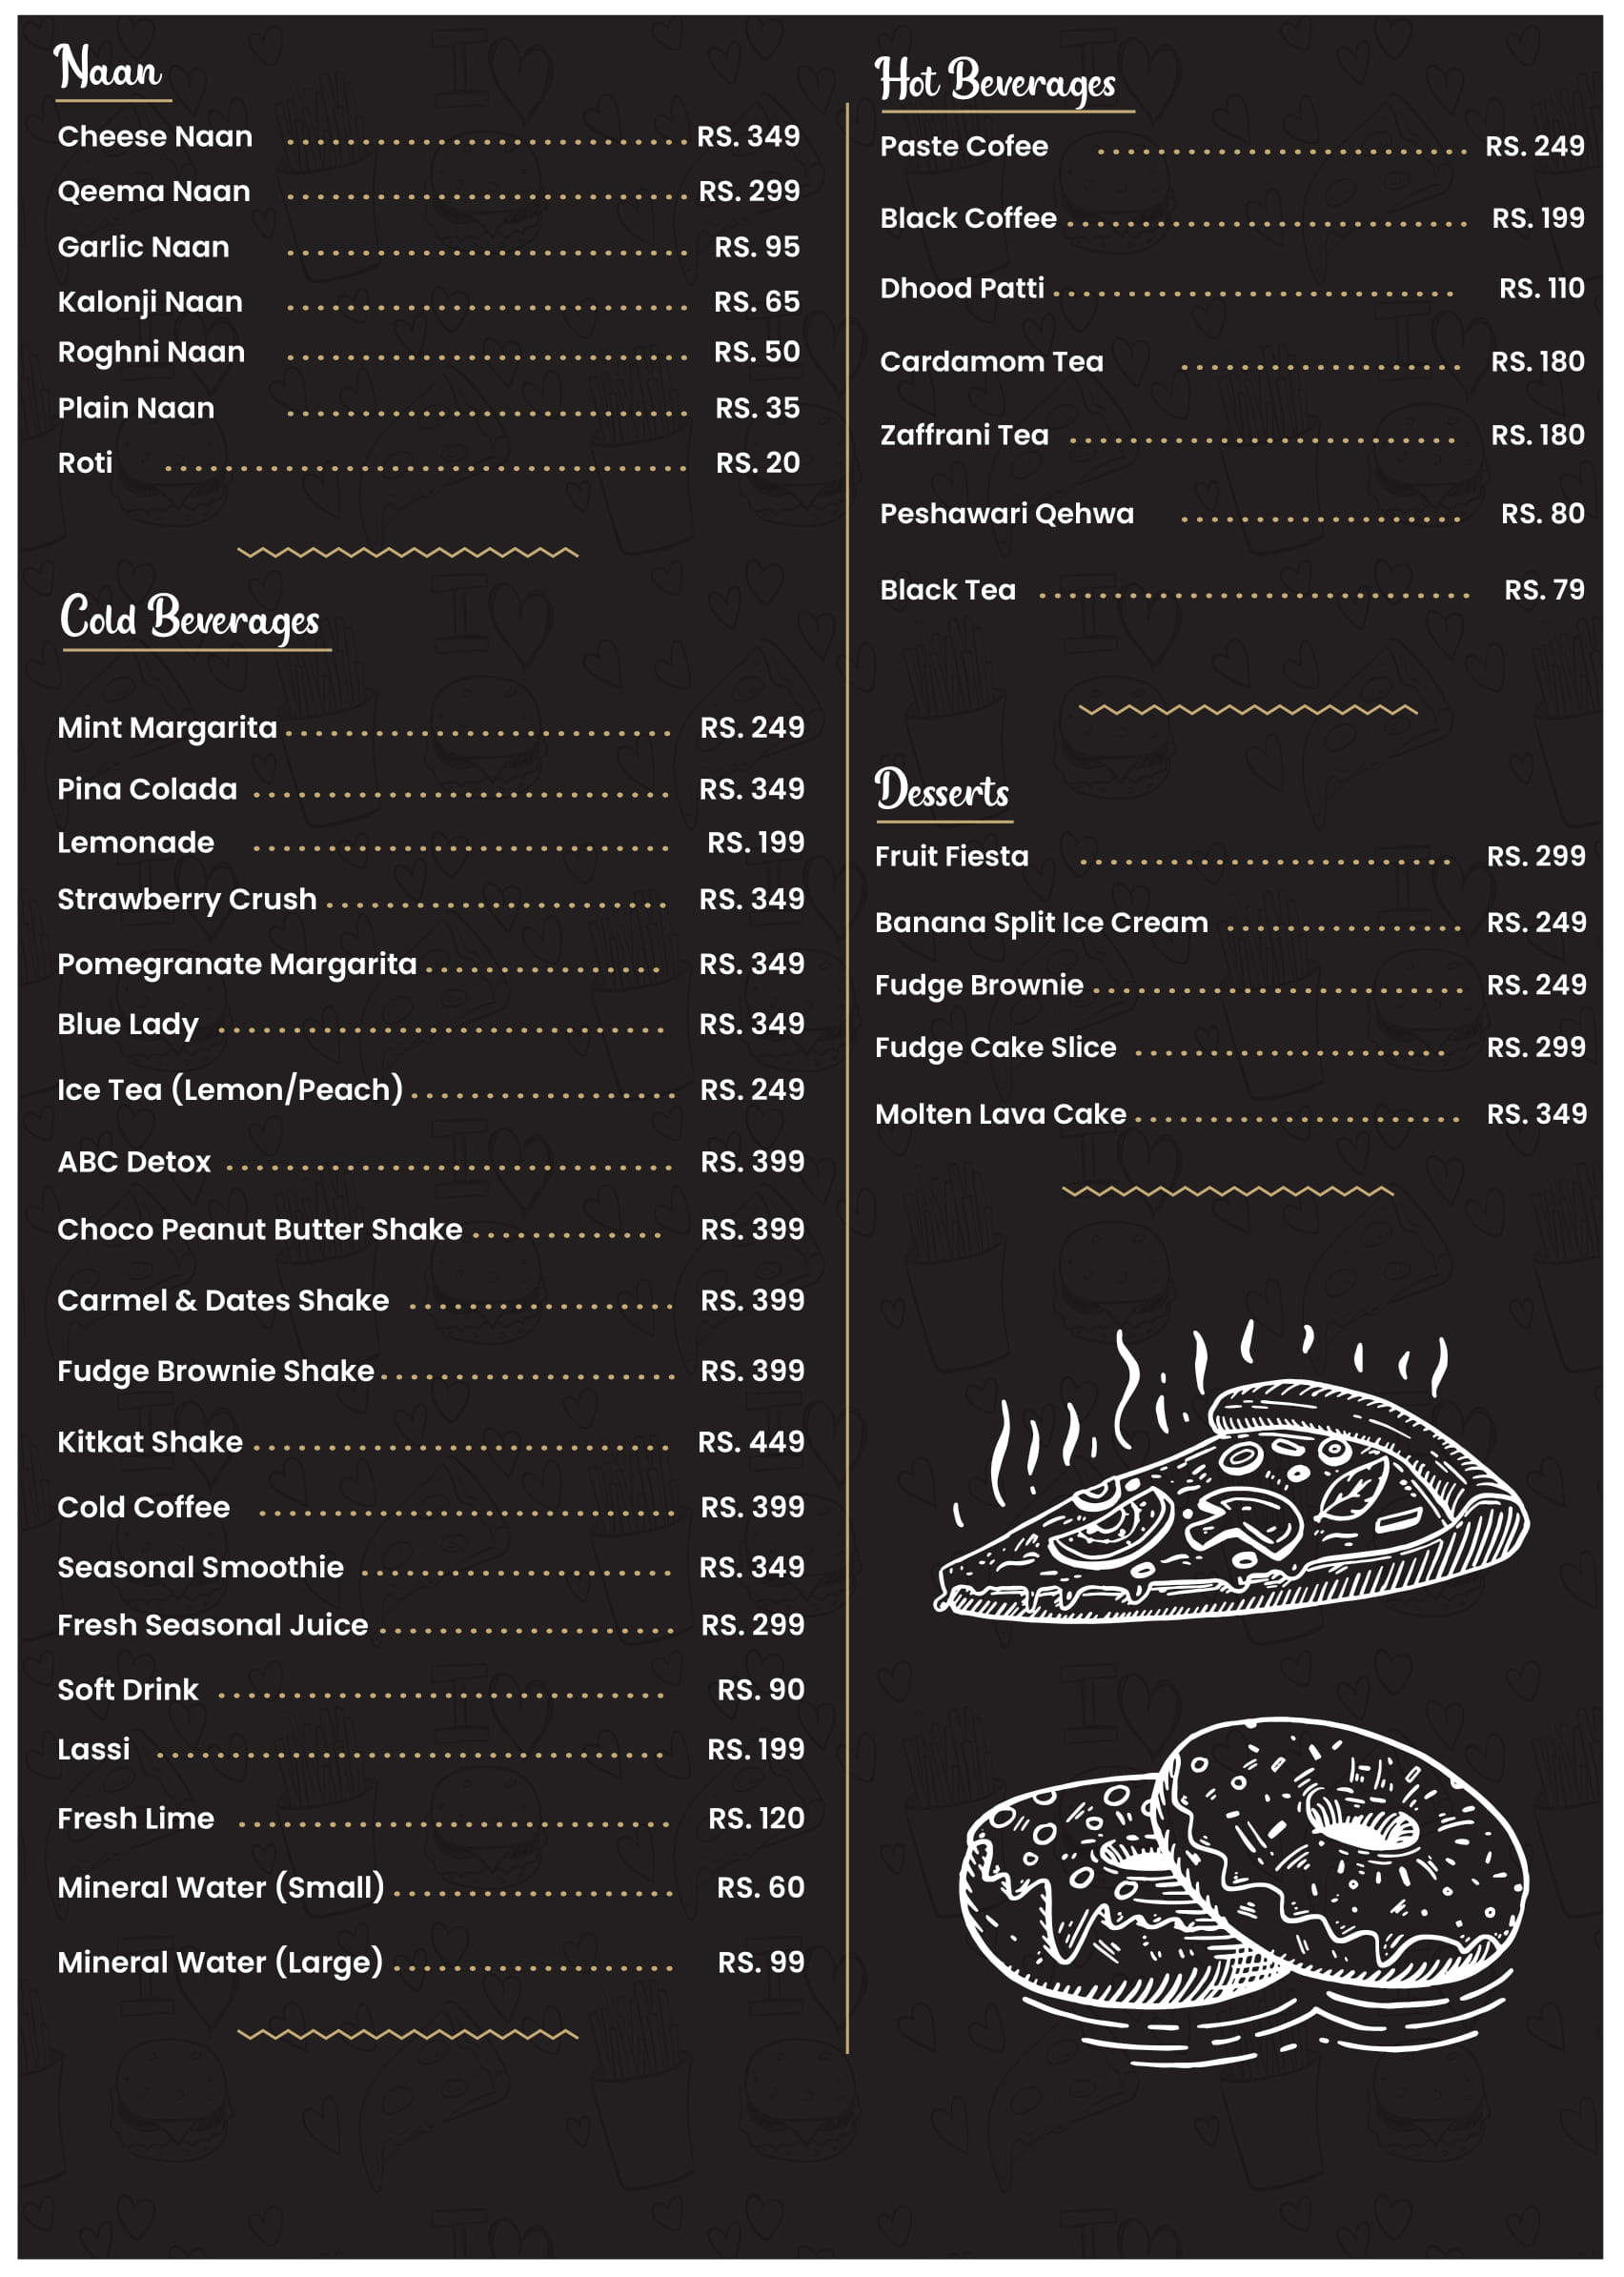 Naan
Cheese Naan RS. 349
Qeema Naan RS. 299
Garlic Naan RS. 95
Kalonji Naan RS. 65
Roghni Naan RS. 50
Plain Naan RS. 35
Roti RS. 20
Cold Beverages
Mint Margarita RS. 249
Pina Colada RS. 349
Lemonade RS. 199
Strawberry Crush RS. 349
Pomegranate Margarita RS. 349
Blue Lady RS. 349
Ice Tea (Lemon/Peach) RS. 249
ABC Detox RS. 399
Choco Peanut Butter Shake RS. 399
Carmel & Dates Shake RS. 399
Fudge Brownie Shake RS. 399
Kitkat Shake RS. 449
Cold Coffee RS. 399
Seasonal Smoothie RS. 349
Fresh Seasonal Juice RS. 299
Soft Drink RS. 90
Lassi RS. 199
Fresh Lime RS. 120
Mineral Water (Small) RS. 60
Mineral Water (Large) RS. 99
Hot Beverages
Paste Cofee RS. 249
Black Coffee RS. 199
Dhood Patti RS. 110
Cardamom Tea RS. 180
Zaffrani Tea RS. 180
Peshawari Qehwa RS. 80
Black Tea RS. 79
Desserts
Fruit Fiesta RS. 299
Banana Split Ice Cream RS. 249
Fudge Brownie RS. 249
Fudge Cake Slice RS. 299
Molten Lava Cake RS. 349